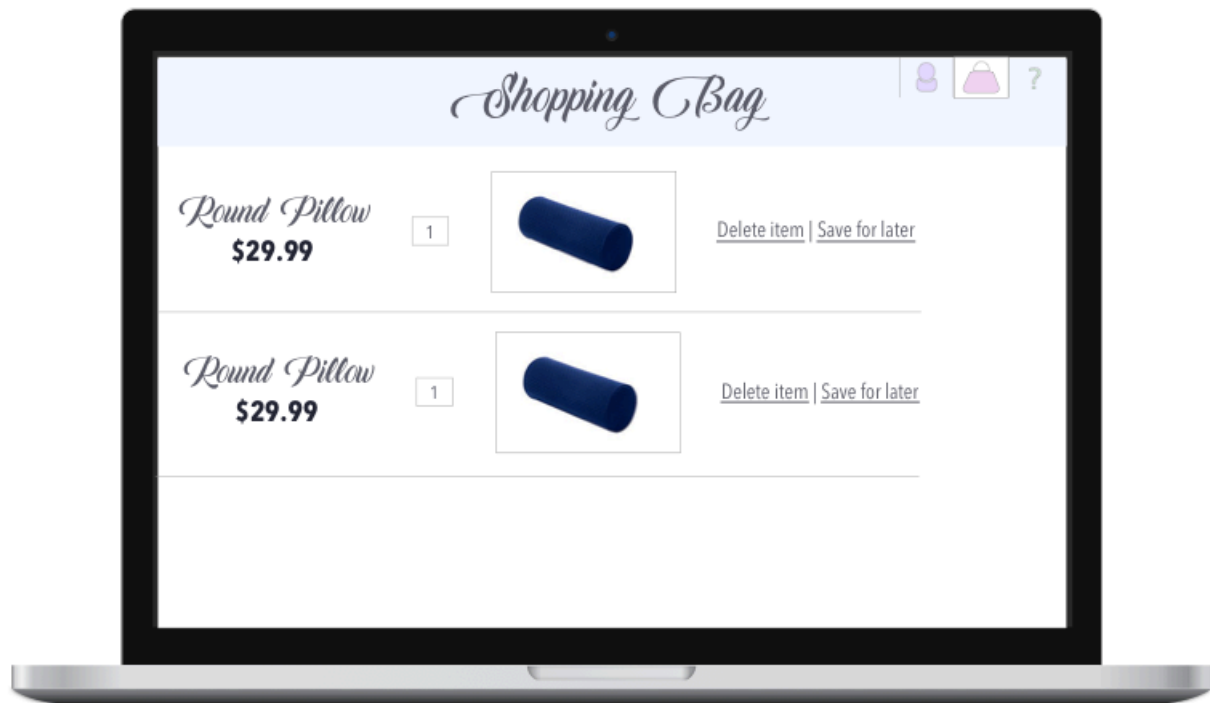 Shopping Bag
?
Round Pillow
$29.99
1
Delete item | Save for later
Round Pillow
$29.99
1
Delete item | Save for later